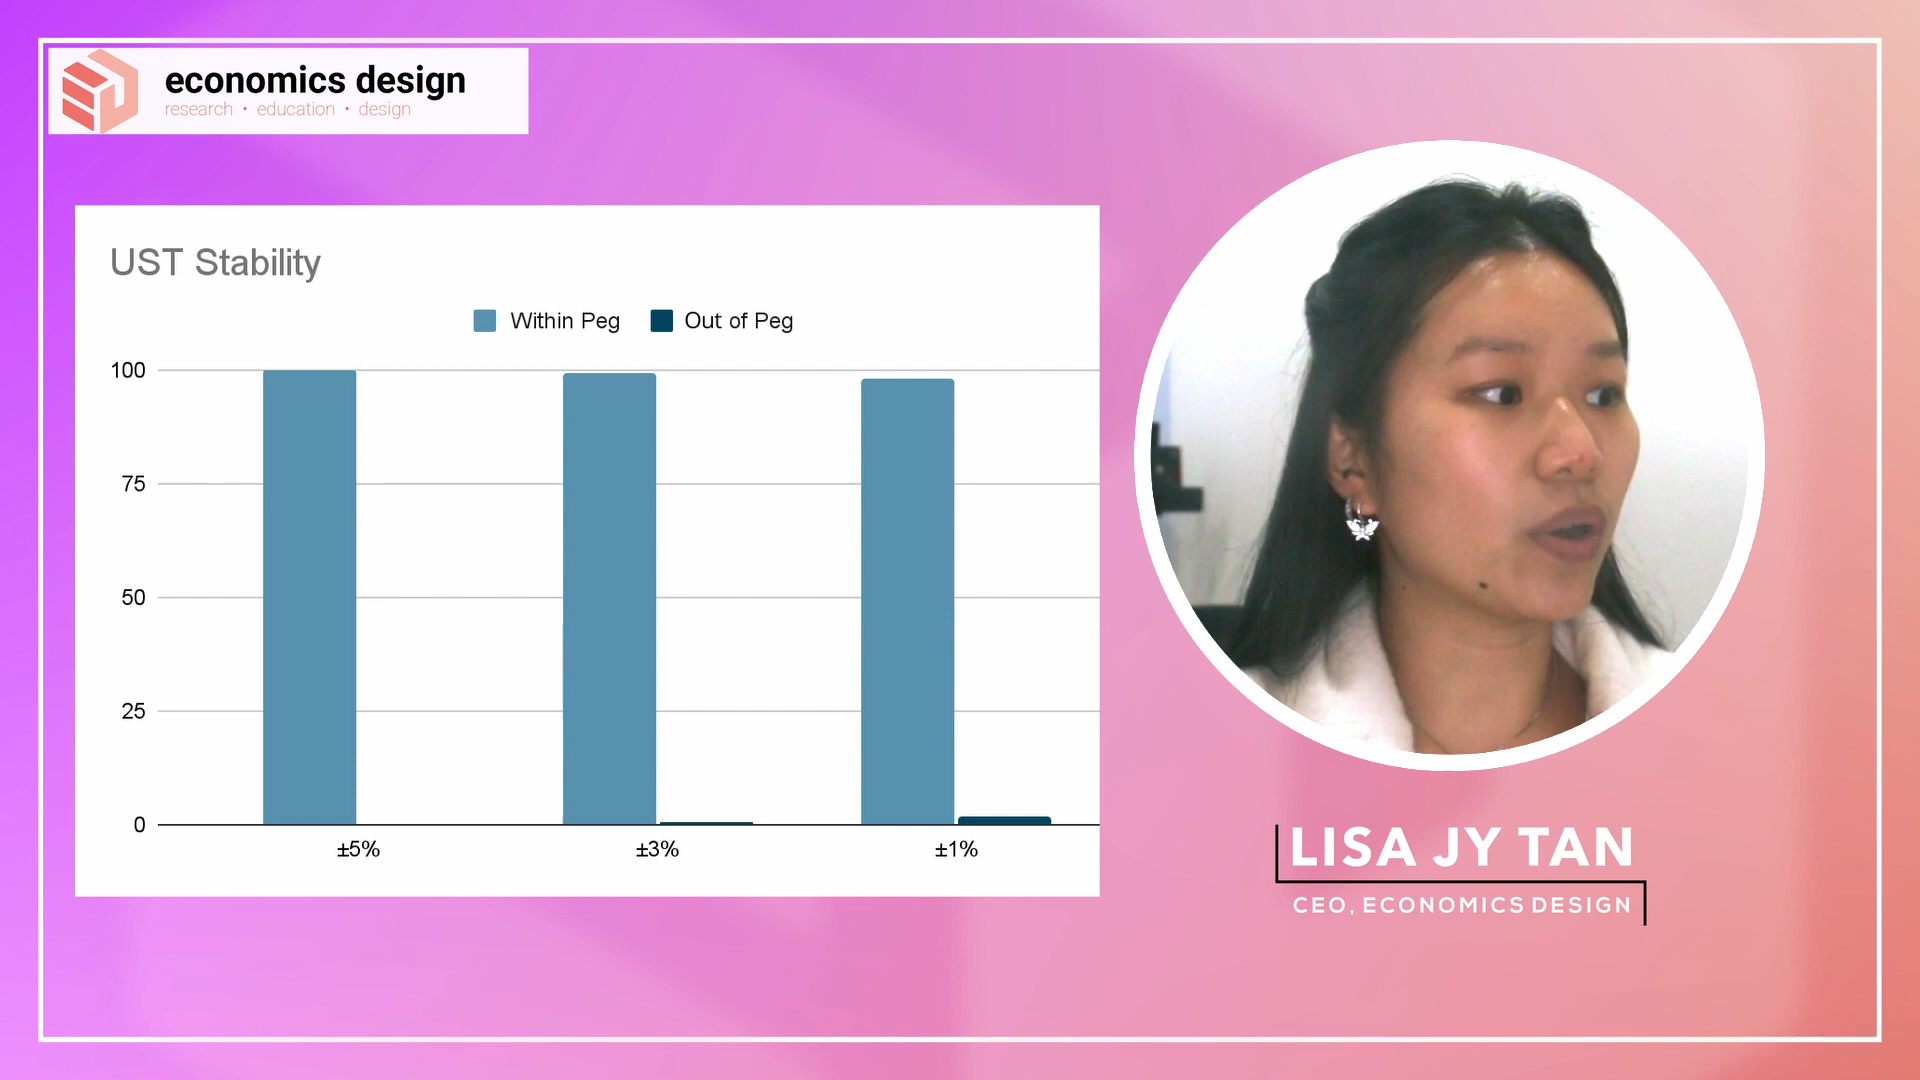 economics design
research • education • design
UST Stability
Within Peg Out of Peg
100
75
50
25
0
±5% ±3% ±1%
LISA JY TAN
CEO, ECONOMICS DESIGN